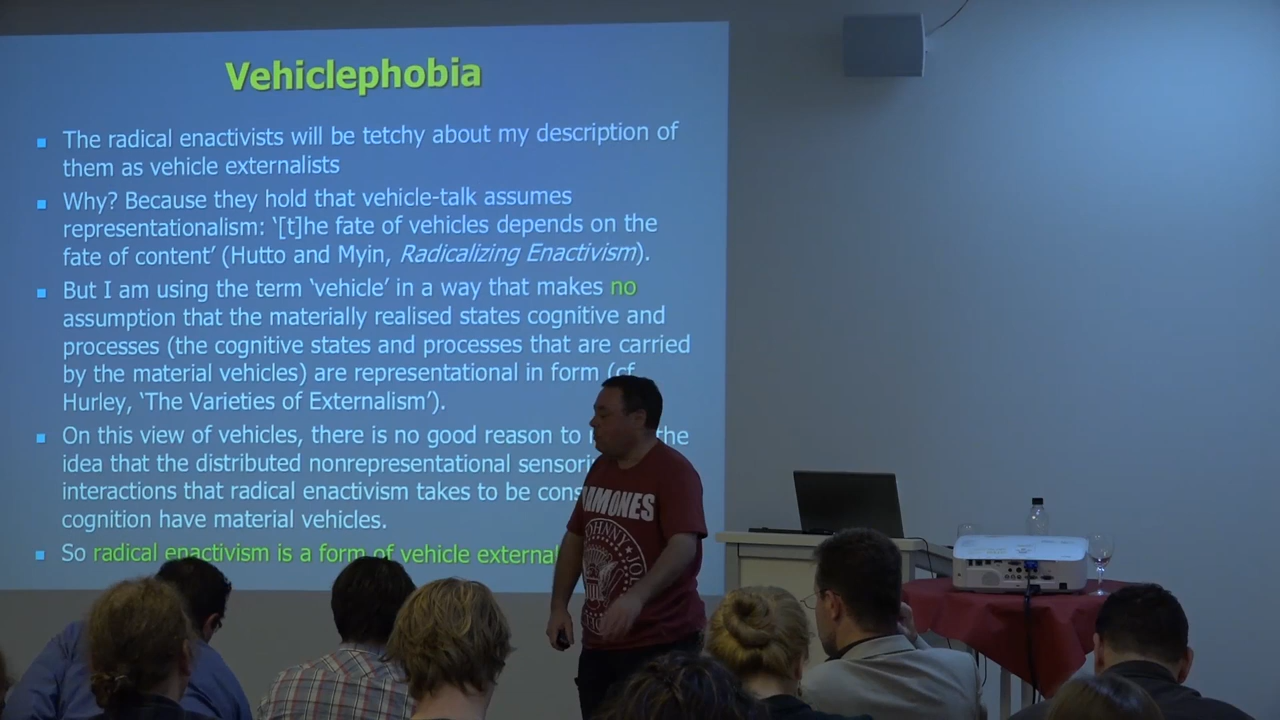 Vehiclephobia
The radical enactivists will be tetchy about my description of
them as vehicle externalists
Why? Because they hold that vehicle-talk assumes
representationalism: ‘[t]he fate of vehicles depends on the
fate of content’ (Hutto and Myin, Radicalizing Enactivism).
But I am using the term ‘vehicle’ in a way that makes no
assumption that the materially realised states cognitive and
processes (the cognitive states and processes that are carried
by the material vehicles) are representational in form (cf
Hurley, ‘The Varieties of Externalism’).
On this view of vehicles, there is no good reason to the
idea that the distributed nonrepresentational
interactions that radical enactivism takes to be
cognition have material vehicles.
So radical enactivism is a form of vehicle
RAMONES
JOHNNY